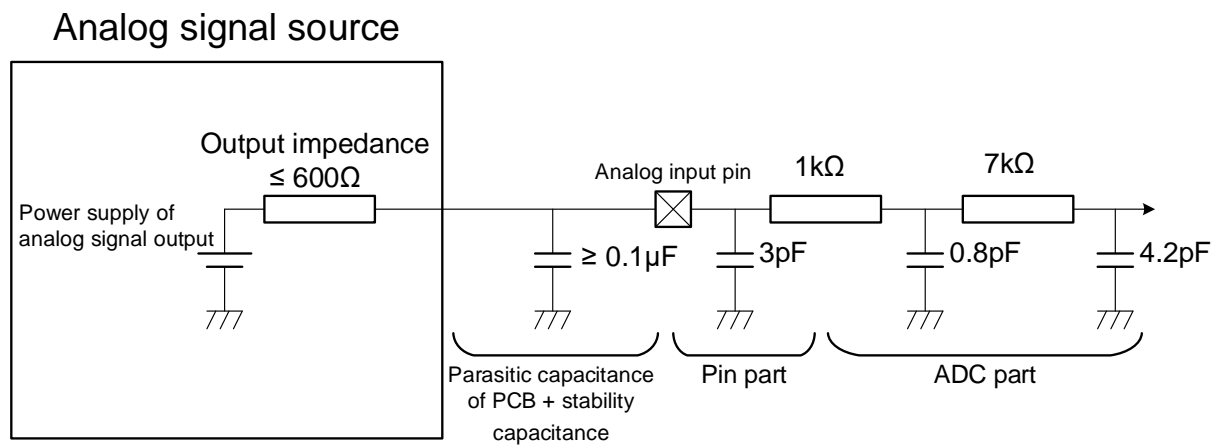 Analog signal source
Output impedance
≤ 600Ω
Power supply of
analog signal output
Analog input pin
1kΩ
7kΩ
≥ 0.1µF
3pF
0.8pF
4.2pF
Parasitic capacitance
of PCB + stability
capacitance
Pin part
ADC part